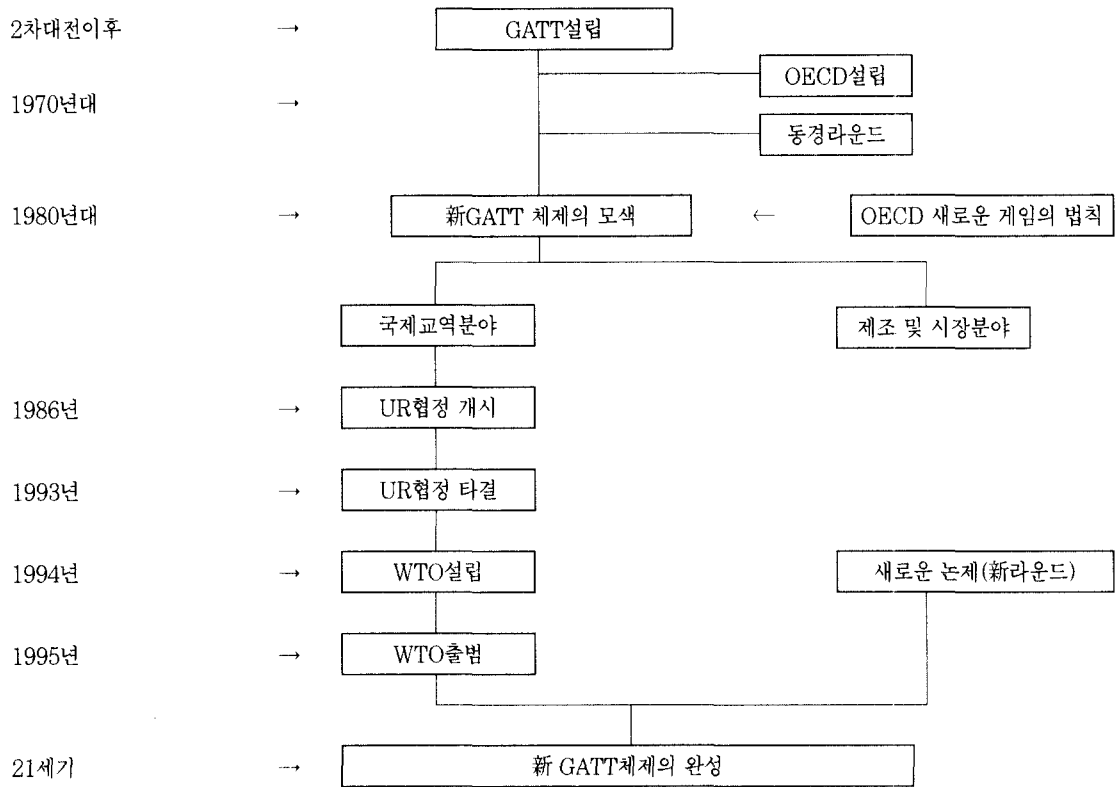 2차대전이후 → GATT설립
OECD설립
1970년대 →
동경라운드
1980년대 → 新GATT 체제의 모색 ← OECD 새로운 게임의 법칙
국제교역분야 제조 및 시장분야
1986년 → UR협정 개시
1993년 → UR협정 타결
1994년 → WTO설립 새로운 논제(新라운드)
1995년 → WTO출범
21세기 → 新 GATT체제의 완성